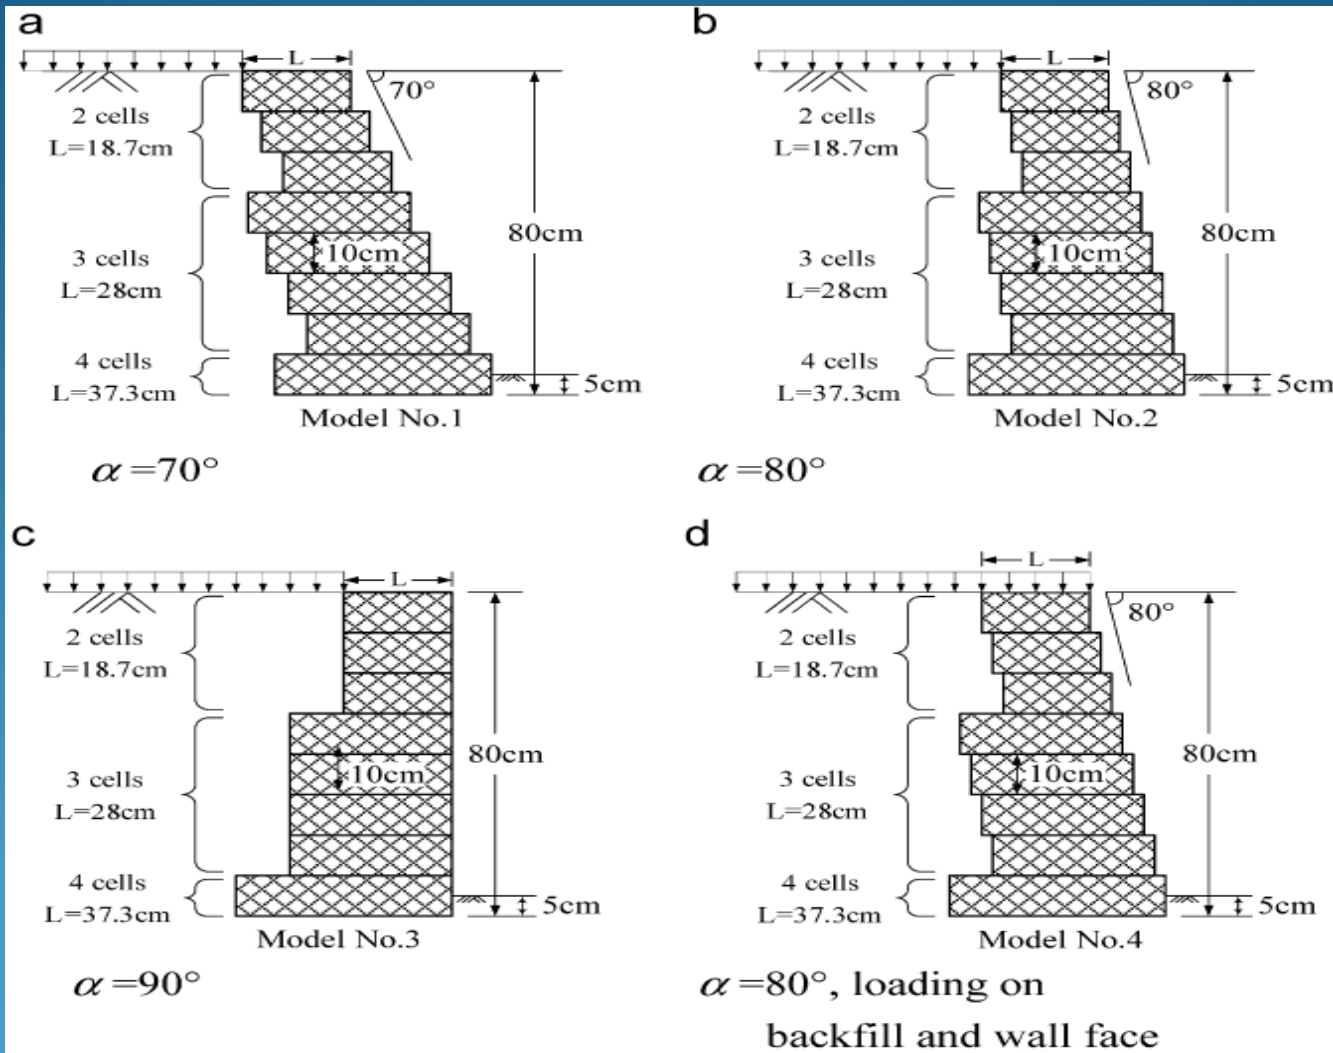 a
L
70°
2 cells
L=18.7cm
3 cells
L=28cm
10cm
80cm
4 cells
L=37.3cm
5cm
Model No.1
α=70°
b
L
80°
2 cells
L=18.7cm
3 cells
L=28cm
10cm
80cm
4 cells
L=37.3cm
5cm
Model No.2
α=80°
c
L
2 cells
L=18.7cm
3 cells
L=28cm
10cm
80cm
4 cells
L=37.3cm
5cm
Model No.3
α=90°
d
L
80°
2 cells
L=18.7cm
3 cells
L=28cm
10cm
80cm
4 cells
L=37.3cm
5cm
Model No.4
α=80°, loading on
backfill and wall face